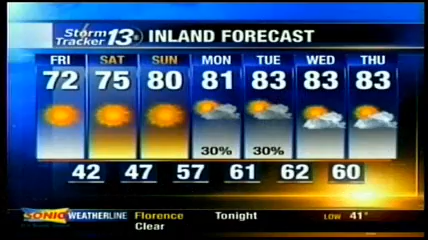 Storm
Tracker 13 INLAND FORECAST
FRI SAT SUN MON TUE WED THU
72 75 80 81 83 83 83
30% 30%
42 47 57 61 62 60
SONIC WEATHERLINE Florence Tonight LOW 41°
Clear